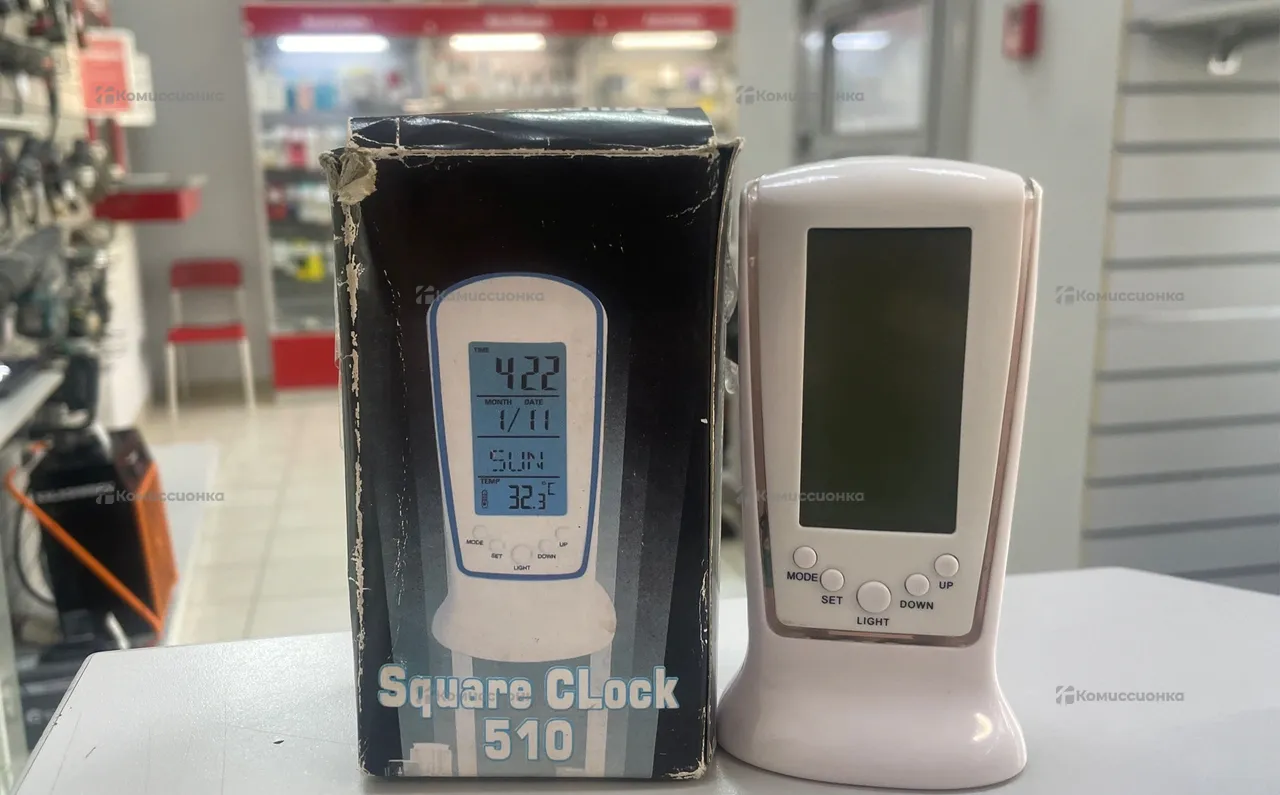 Комиссионка
Комиссионка
Комиссионка
Комиссионка
TIME
4 22
MONTH DATE
1/11
SUN
TEMP
32.3°C
MODE
SET
LIGHT
DOWN
UP
Square CLock
510
MODE
SET
LIGHT
DOWN
UP
Комиссионка
Комиссионка
Комиссионка
Комиссионка